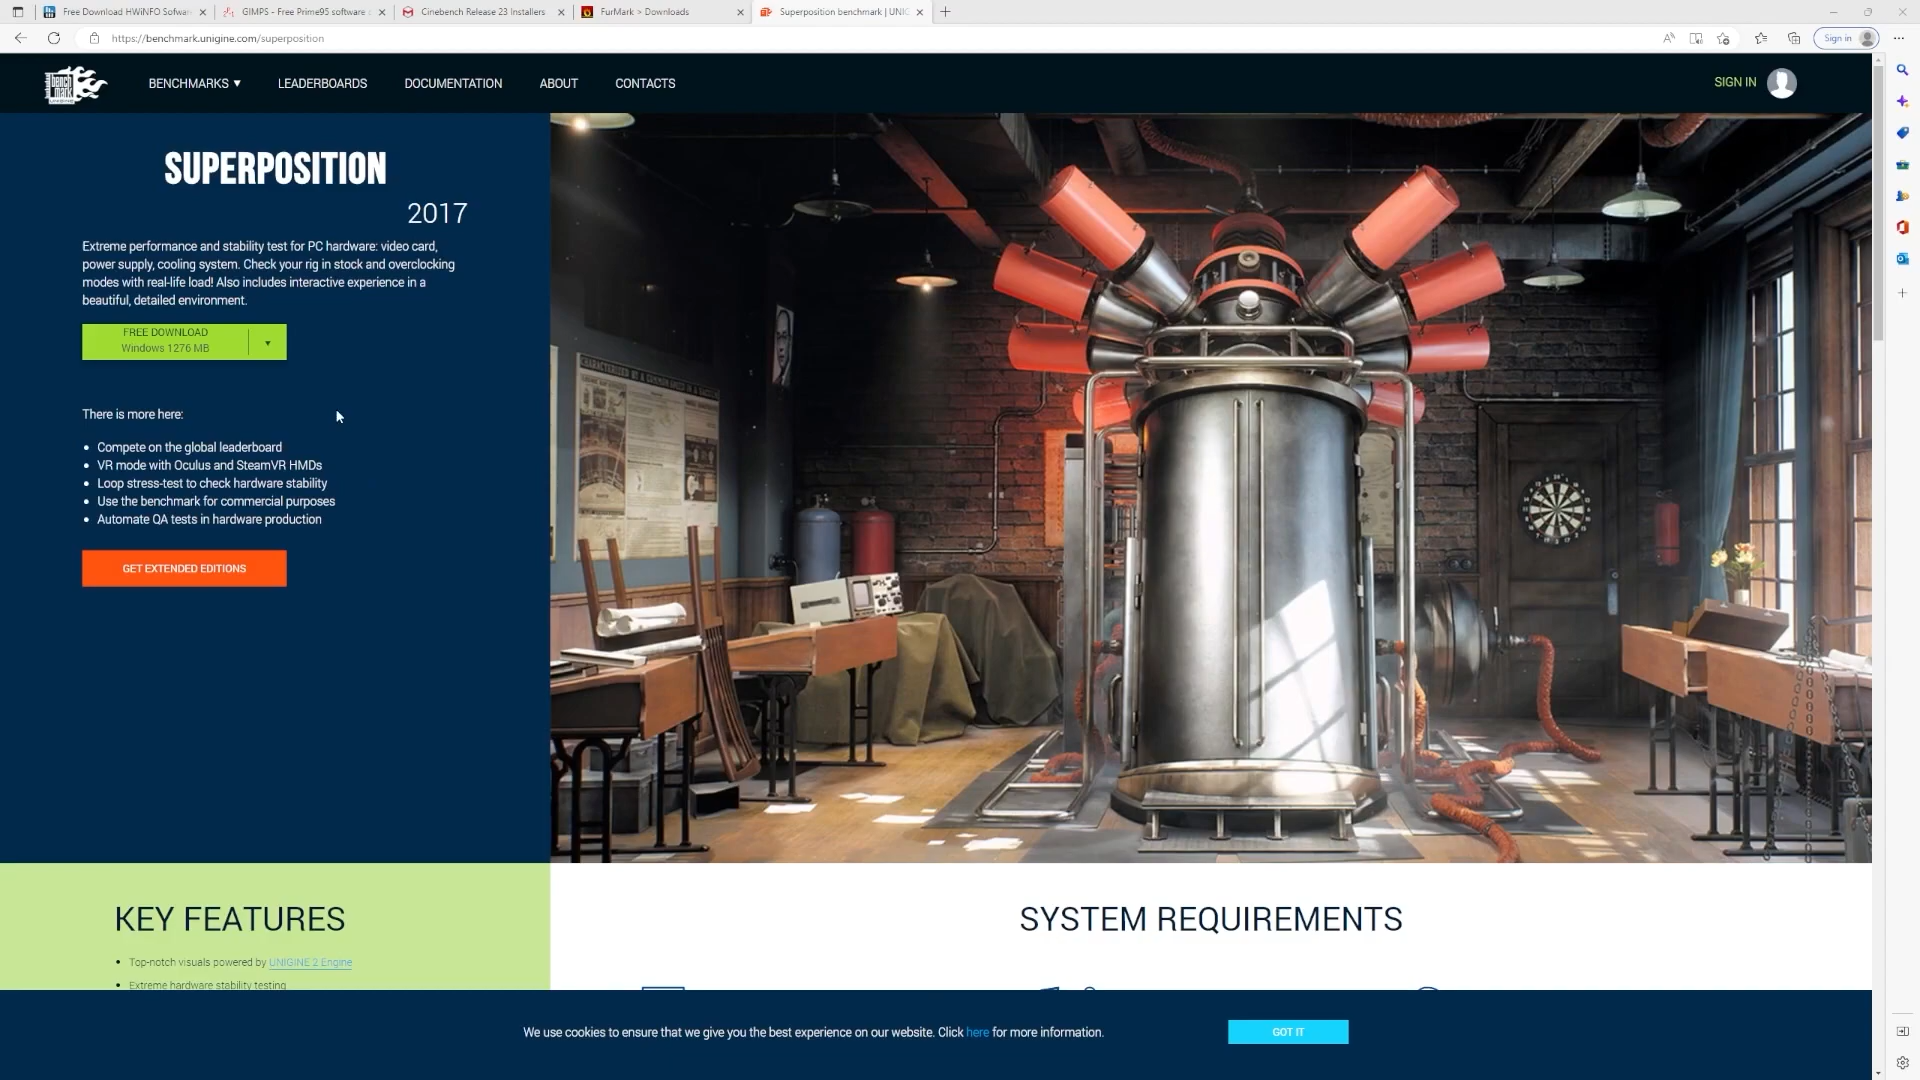 Free Download HWiNFO Sofwar
GIMPS - Free Prime95 software
Cinebench Release 23 Installers
FurMark > Downloads
Superposition benchmark | UNIG
https://benchmark.unigine.com/superposition
Sign in
BENCHMARKS ▼
LEADERBOARDS
DOCUMENTATION
ABOUT
CONTACTS
SIGN IN
SUPERPOSITION
2017
Extreme performance and stability test for PC hardware: video card,
power supply, cooling system. Check your rig in stock and overclocking
modes with real-life load! Also includes interactive experience in a
beautiful, detailed environment.
FREE DOWNLOAD
Windows 1276 MB
There is more here:
• Compete on the global leaderboard
• VR mode with Oculus and SteamVR HMDs
• Loop stress-test to check hardware stability
• Use the benchmark for commercial purposes
• Automate QA tests in hardware production
GET EXTENDED EDITIONS
KEY FEATURES
• Top-notch visuals powered by UNIGINE 2 Engine
• Extreme hardware stability testing
SYSTEM REQUIREMENTS
We use cookies to ensure that we give you the best experience on our website. Click here for more information.
GOT IT